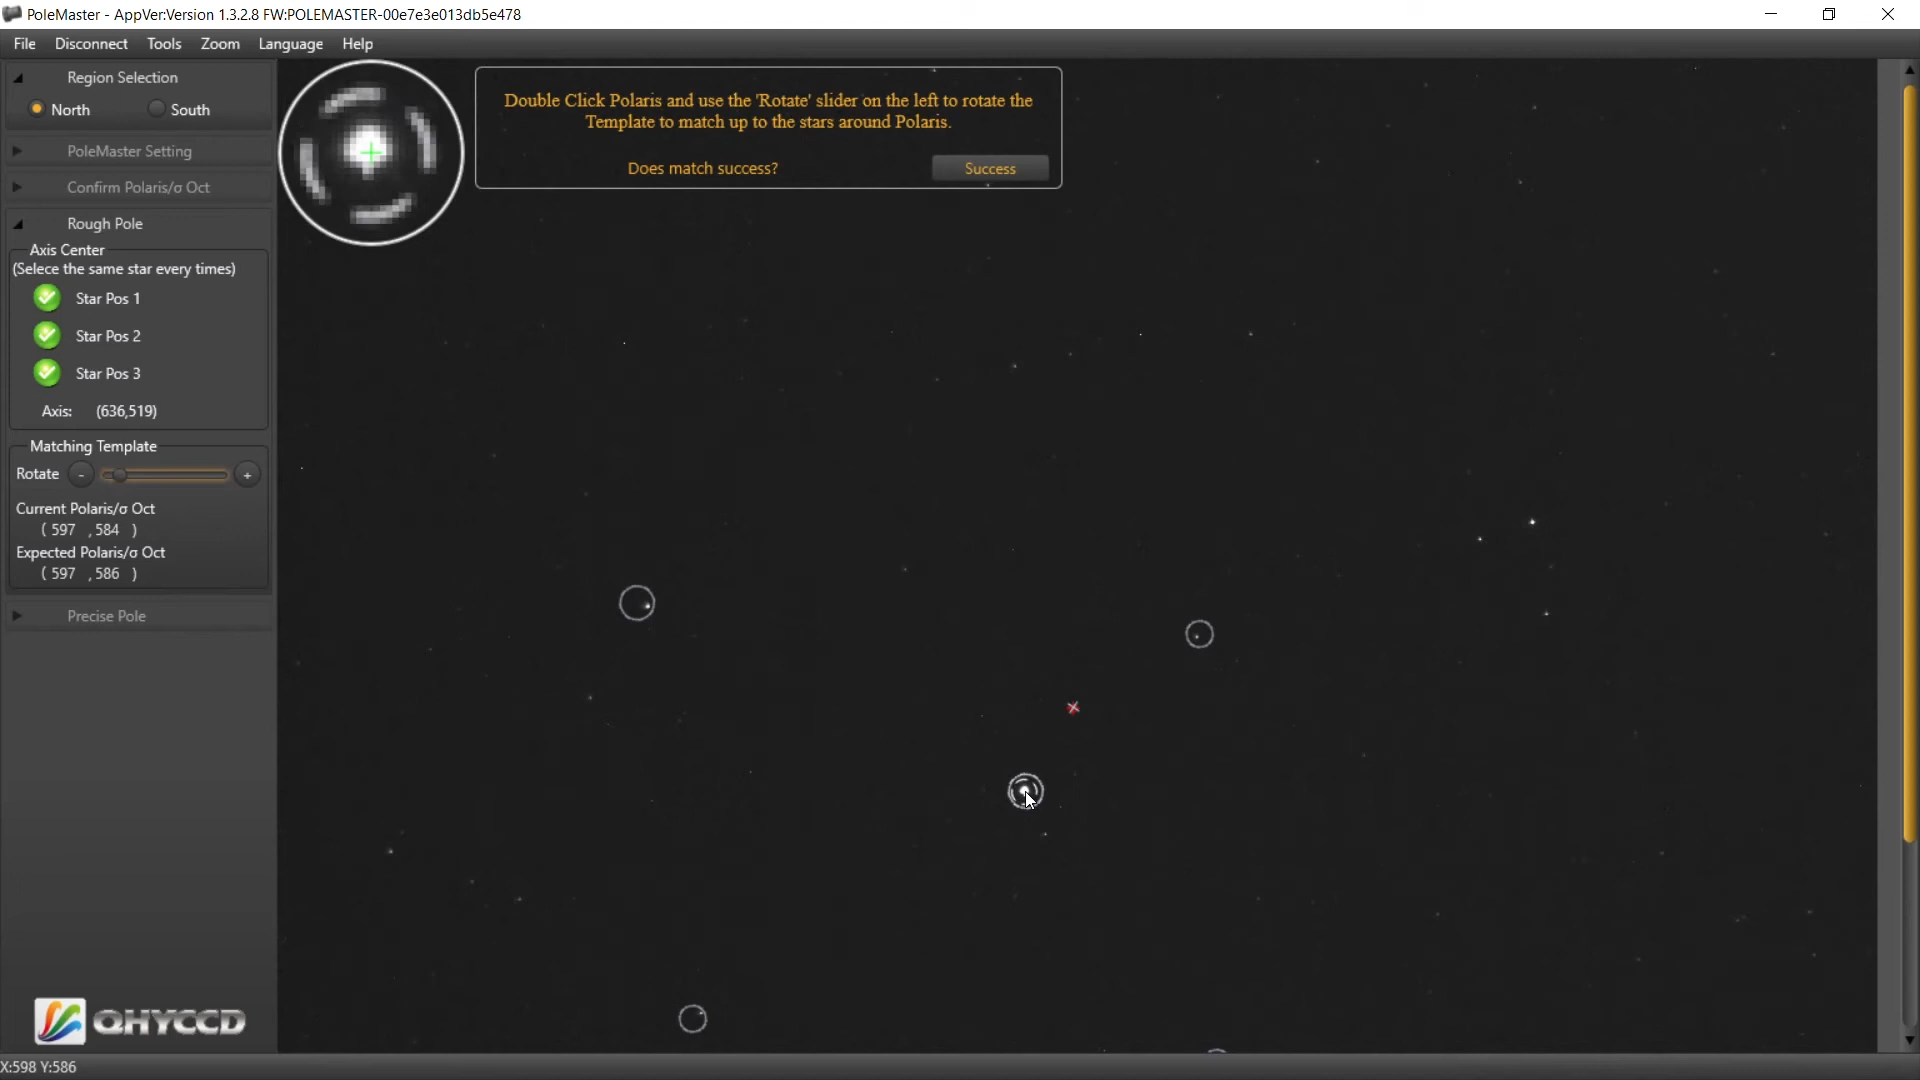 PoleMaster - AppVer:Version 1.3.2.8 FW:POLEMASTER-00e7e3e013db5e478
File Disconnect Tools Zoom Language Help
Region Selection
North South
PoleMaster Setting
Confirm Polaris/σ Oct
Rough Pole
Axis Center
(Selece the same star every times)
Star Pos 1
Star Pos 2
Star Pos 3
Axis: (636,519)
Matching Template
Rotate - +
Current Polaris/σ Oct
( 597 ,584 )
Expected Polaris/σ Oct
( 597 ,586 )
Precise Pole
Double Click Polaris and use the 'Rotate' slider on the left to rotate the
Template to match up to the stars around Polaris.
Does match success? Success
QHYCCD
X:598 Y:586